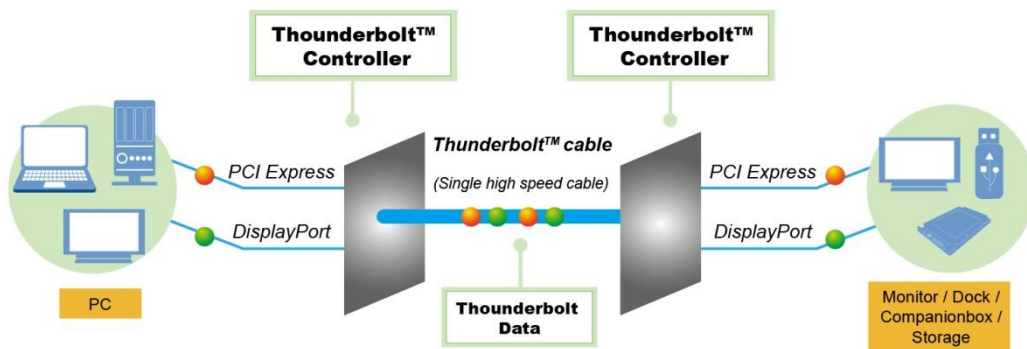 Thounderbolt™
Controller
Thounderbolt™
Controller
PCI Express
DisplayPort
Thunderbolt™ cable
(Single high speed cable)
PCI Express
DisplayPort
PC
Thounderbolt
Data
Monitor / Dock /
Companionbox /
Storage